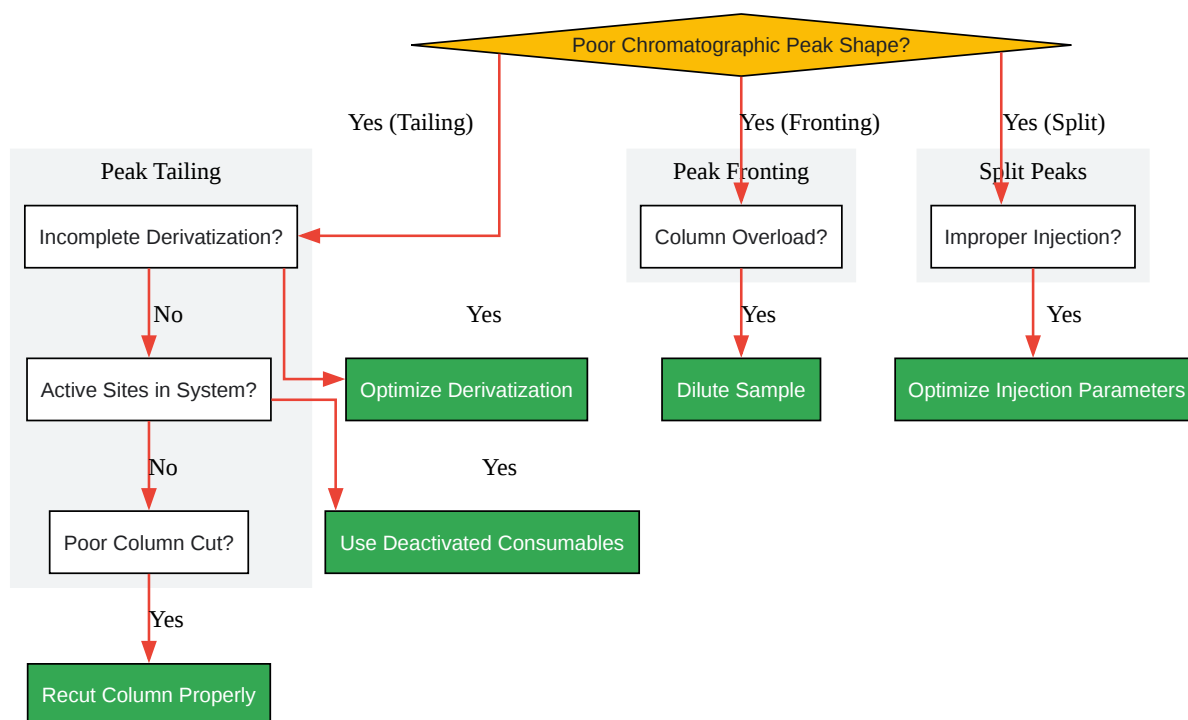 Poor Chromatographic Peak Shape?
Yes (Tailing)
Yes (Fronting)
Yes (Split)
Peak Tailing
Peak Fronting
Split Peaks
Incomplete Derivatization?
Column Overload?
Improper Injection?
No
Yes
Yes
Yes
Active Sites in System?
Optimize Derivatization
Dilute Sample
Optimize Injection Parameters
No
Yes
Poor Column Cut?
Use Deactivated Consumables
Yes
Recut Column Properly